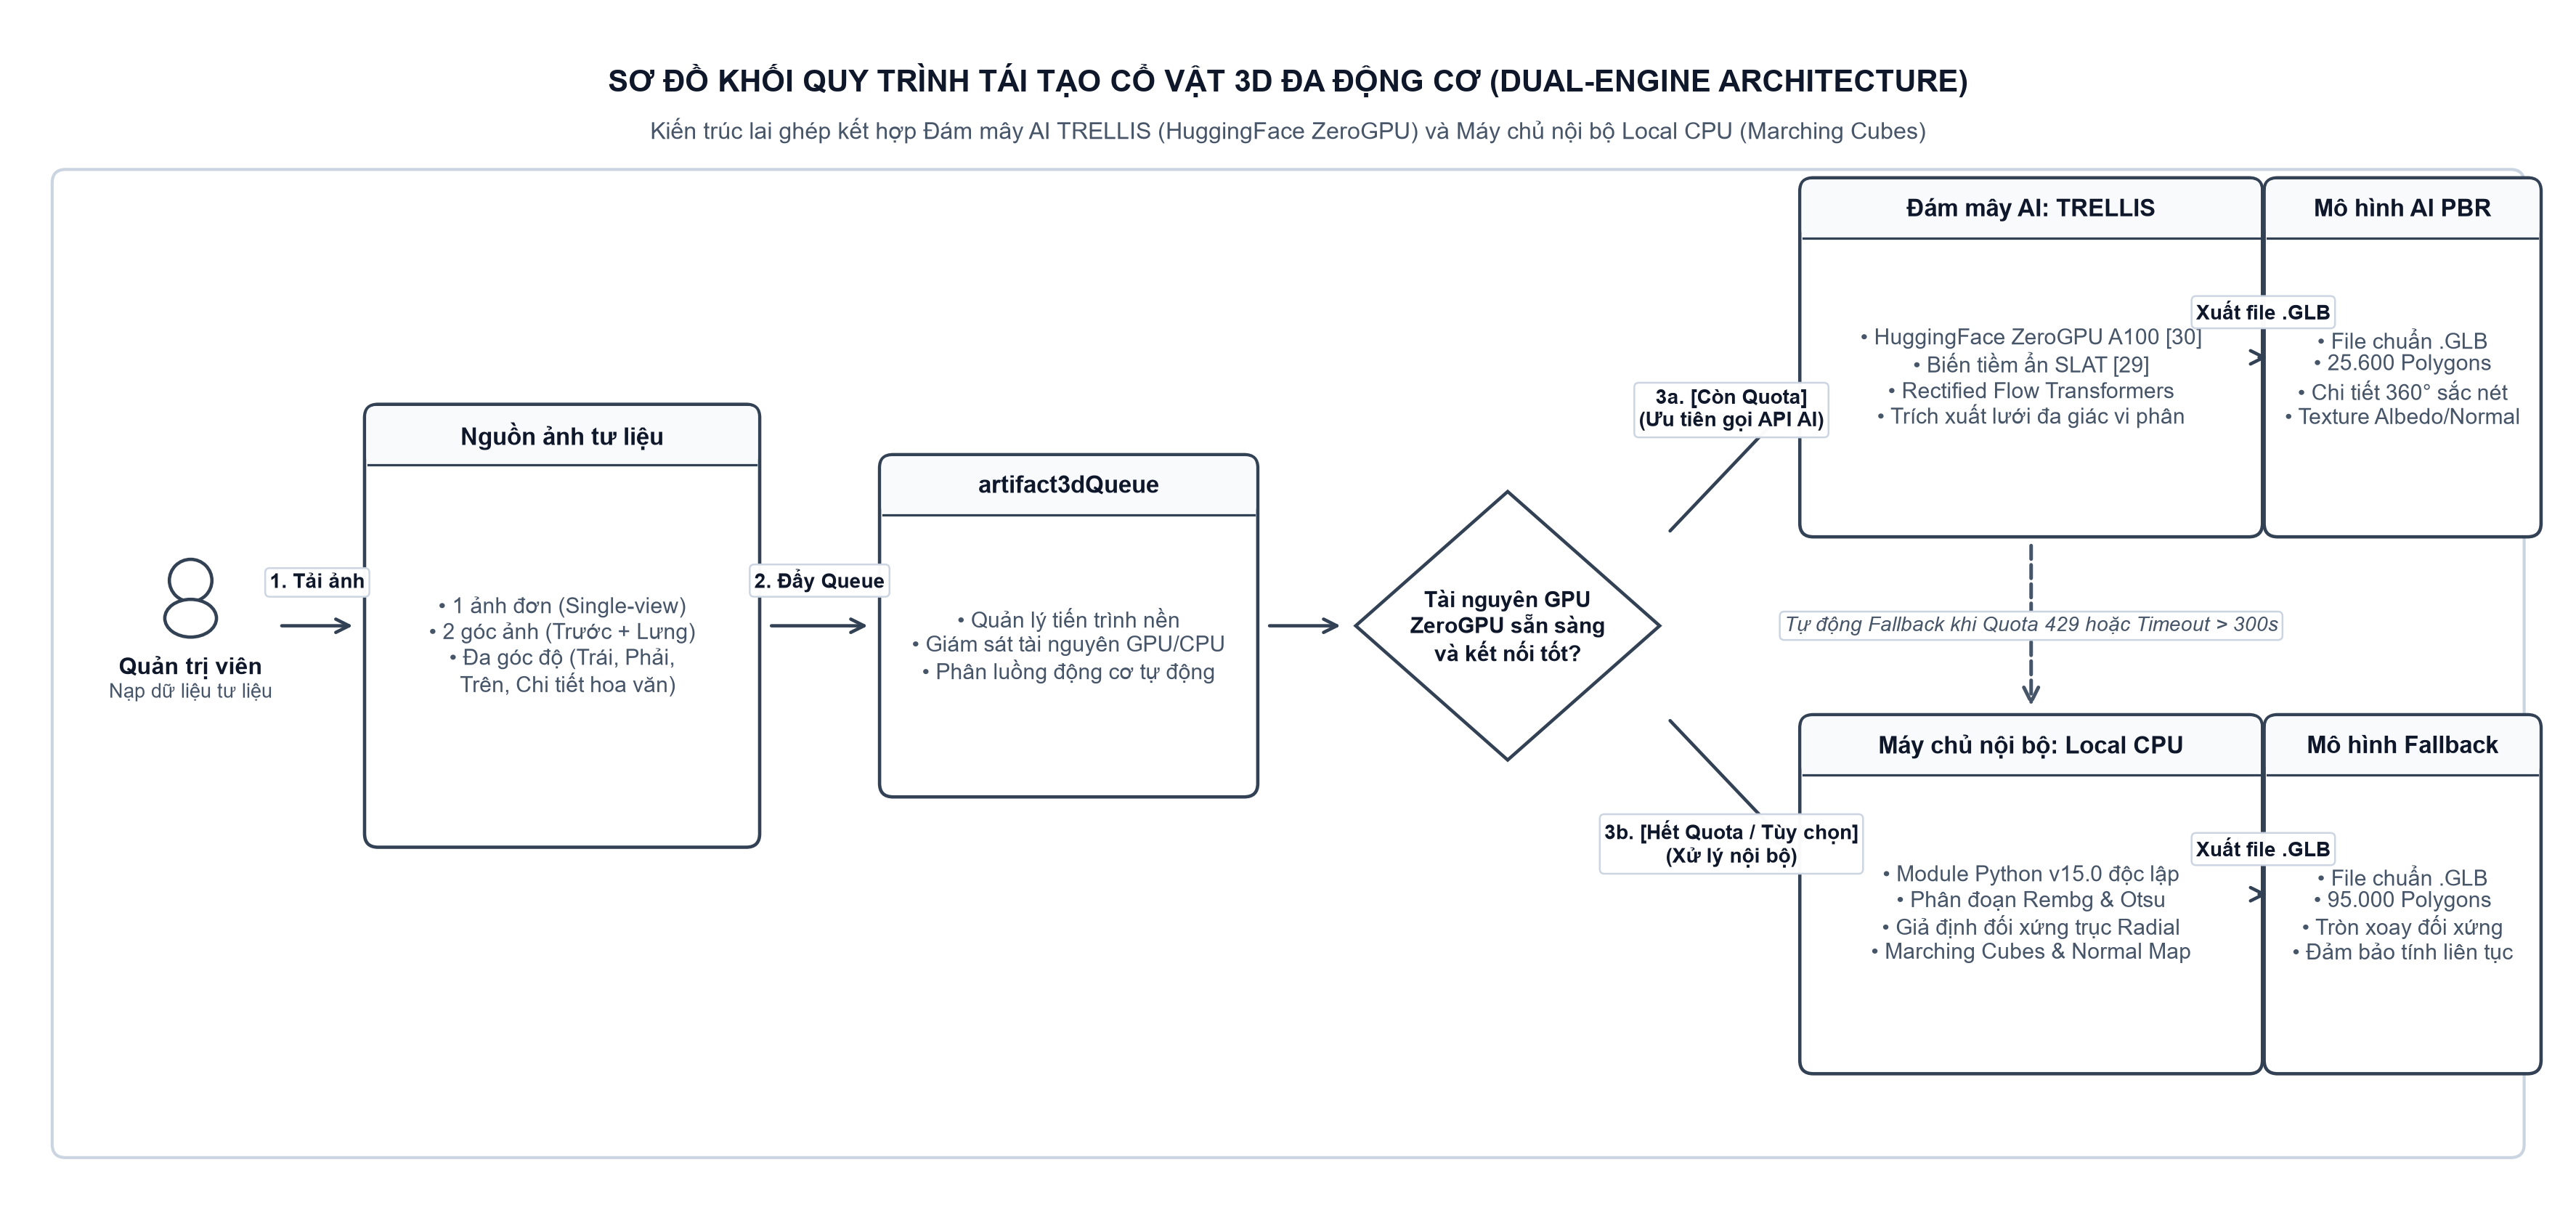 SƠ ĐỒ KHỐI QUY TRÌNH TÁI TẠO CỔ VẬT 3D ĐA ĐỘNG CƠ (DUAL-ENGINE ARCHITECTURE)
Kiến trúc lai ghép kết hợp Đám mây AI TRELLIS (HuggingFace ZeroGPU) và Máy chủ nội bộ Local CPU (Marching Cubes)
Quản trị viên
Nạp dữ liệu tư liệu
1. Tải ảnh
Nguồn ảnh tư liệu
• 1 ảnh đơn (Single-view)
• 2 góc ảnh (Trước + Lưng)
• Đa góc độ (Trái, Phải,
Trên, Chi tiết hoa văn)
2. Đẩy Queue
artifact3dQueue
• Quản lý tiến trình nền
• Giám sát tài nguyên GPU/CPU
• Phân luồng động cơ tự động
Tài nguyên GPU
ZeroGPU sẵn sàng
và kết nối tốt?
3a. [Còn Quota]
(Ưu tiên gọi API AI)
Đám mây AI: TRELLIS
• HuggingFace ZeroGPU A100 [30]
• Biến tiềm ẩn SLAT [29]
• Rectified Flow Transformers
• Trích xuất lưới đa giác vi phân
Xuất file .GLB
Mô hình AI PBR
• File chuẩn .GLB
• 25.600 Polygons
• Chi tiết 360° sắc nét
• Texture Albedo/Normal
Tự động Fallback khi Quota 429 hoặc Timeout > 300s
3b. [Hết Quota / Tùy chọn]
(Xử lý nội bộ)
Máy chủ nội bộ: Local CPU
• Module Python v15.0 độc lập
• Phân đoạn Rembg & Otsu
• Giả định đối xứng trục Radial
• Marching Cubes & Normal Map
Xuất file .GLB
Mô hình Fallback
• File chuẩn .GLB
• 95.000 Polygons
• Tròn xoay đối xứng
• Đảm bảo tính liên tục